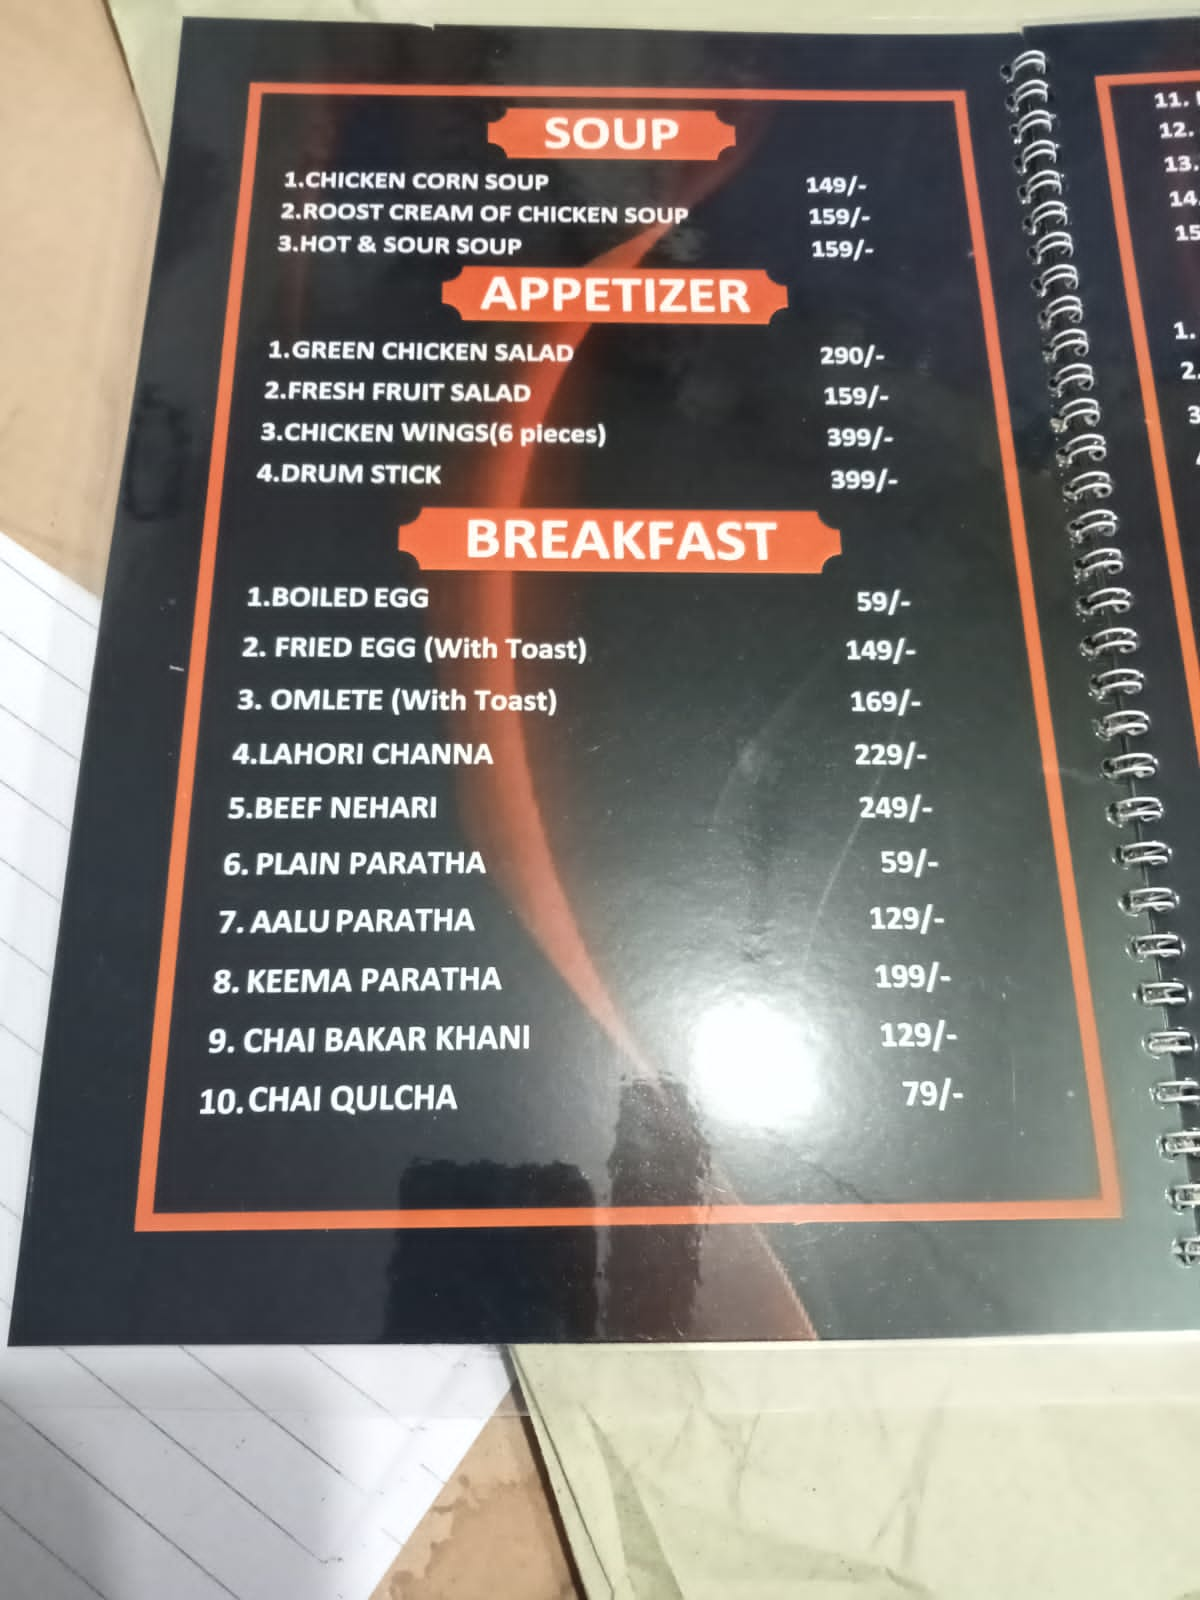 SOUP
1.CHICKEN CORN SOUP 149/-
2.ROOST CREAM OF CHICKEN SOUP 159/-
3.HOT & SOUR SOUP 159/-
APPETIZER
1.GREEN CHICKEN SALAD 290/-
2.FRESH FRUIT SALAD 159/-
3.CHICKEN WINGS(6 pieces) 399/-
4.DRUM STICK 399/-
BREAKFAST
1.BOILED EGG 59/-
2. FRIED EGG (With Toast) 149/-
3. OMLETE (With Toast) 169/-
4.LAHORI CHANNA 229/-
5.BEEF NEHARI 249/-
6. PLAIN PARATHA 59/-
7. AALU PARATHA 129/-
8. KEEMA PARATHA 199/-
9. CHAI BAKAR KHANI 129/-
10. CHAI QULCHA 79/-
11.
12.
13.
14.
15
1.
2.
3